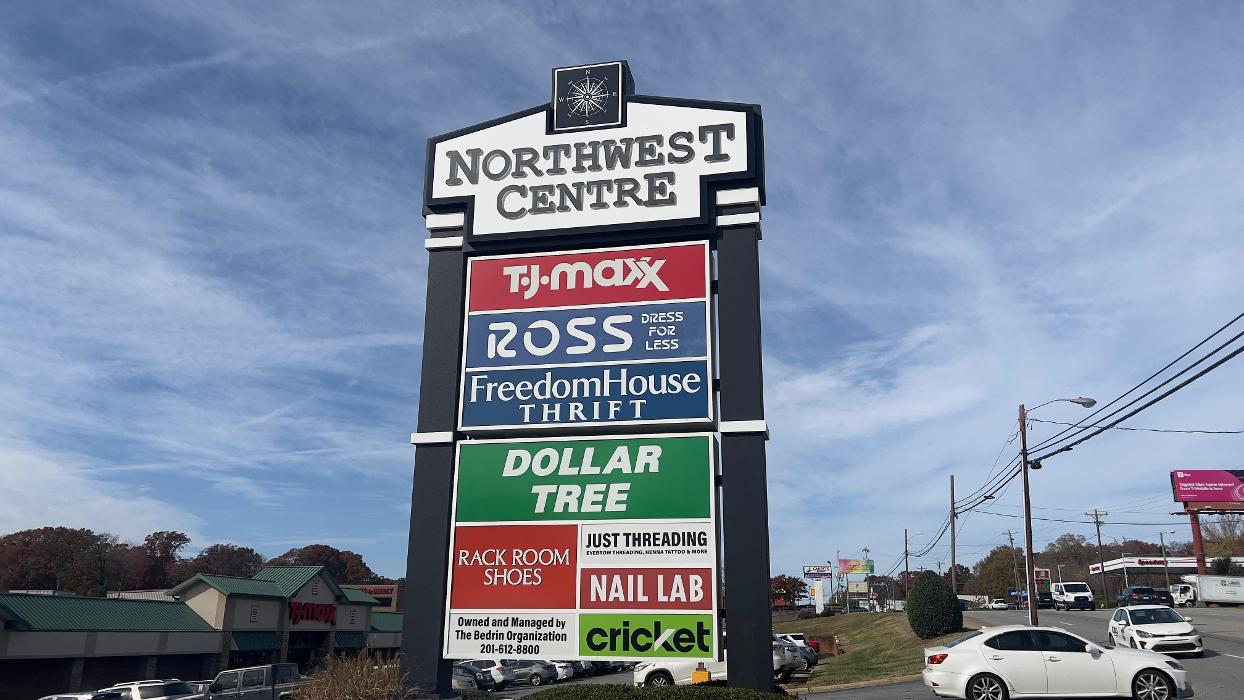 N
W E
S
NORTHWEST
CENTRE
T·J·maxx
ROSS DRESS FOR LESS
FreedomHouse
THRIFT
DOLLAR
TREE
RACK ROOM
SHOES
JUST THREADING
EYEBROW THREADING, HENNA TATTOO & MORE
NAIL LAB
Owned and Managed by
The Bedrin Organization
201-612-8800
cricket
T·J·maxx
Speedway